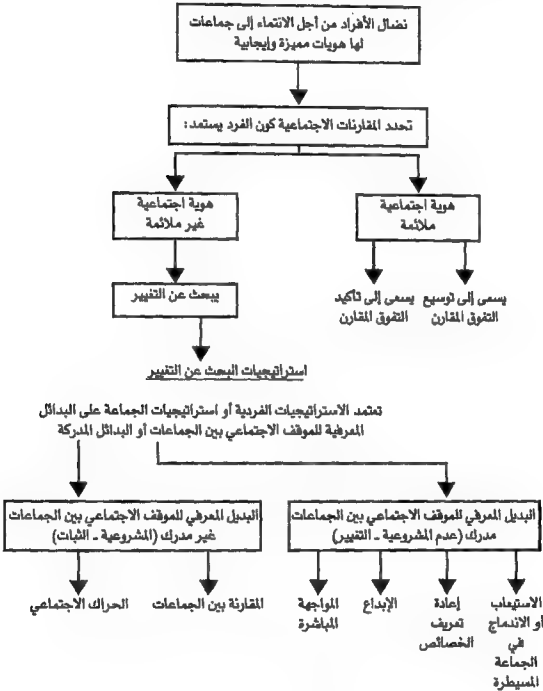 نضال الأفراد من أجل الانتماء إلى جماعات
لها هويات مميزة وإيجابية
تحدد المقارنات الاجتماعية كون الفرد يستمد:
هوية اجتماعية
ملائمة
هوية اجتماعية
غير ملائمة
يسعى إلى توسيع
التفوق المقارن
يسعى إلى تأكيد
التفوق المقارن
يبحث عن التغيير
استراتيجيات البحث عن التغيير
تعتمد الاستراتيجيات الفردية أو استراتيجيات الجماعة على البدائل
المعرفية للموقف الاجتماعي بين الجماعات أو البدائل المدركة
البديل المعرفي للموقف الاجتماعي بين الجماعات
مدرك (عدم المشروعية ـ التغيير)
البديل المعرفي للموقف الاجتماعي بين الجماعات
غير مدرك (المشروعية ـ الثبات)
الاستيعاب
أو الاندماج
في
الجماعة
المسيطرة
إعادة
تعريف
الخصائص
الإبداع
المواجهة
المباشرة
المقارنة بين الجماعات
الحراك الاجتماعي